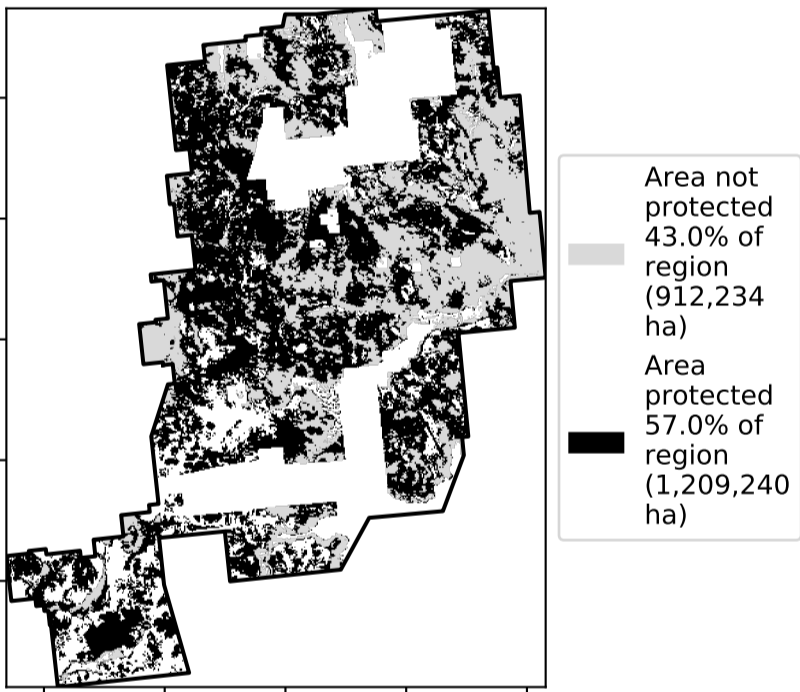 Area not
protected
43.0% of
region
(912,234
ha)
Area
protected
57.0% of
region
(1,209,240
ha)